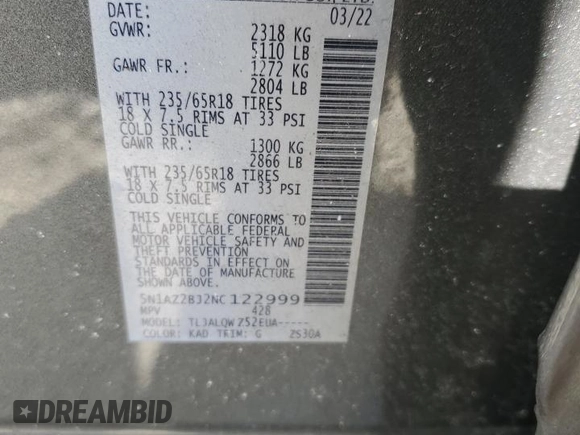 DATE: 03/22
GVWR: 2318 KG
5110 LB
GAWR FR.: 1272 KG
2804 LB
WITH 235/65R18 TIRES
18 X 7.5 RIMS AT 33 PSI
COLD SINGLE
GAWR RR.: 1300 KG
2866 LB
WITH 235/65R18 TIRES
18 X 7.5 RIMS AT 33 PSI
COLD SINGLE
THIS VEHICLE CONFORMS TO
ALL APPLICABLE FEDERAL
MOTOR VEHICLE SAFETY AND
THEFT PREVENTION
STANDARDS IN EFFECT ON
THE DATE OF MANUFACTURE
SHOWN ABOVE
5N1AZ2BJ2NC122999
MPV 428
MODEL: TLJALQWZ52EUA-----
COLOR: KAD TRIM: G ZS30A
DREAMBID